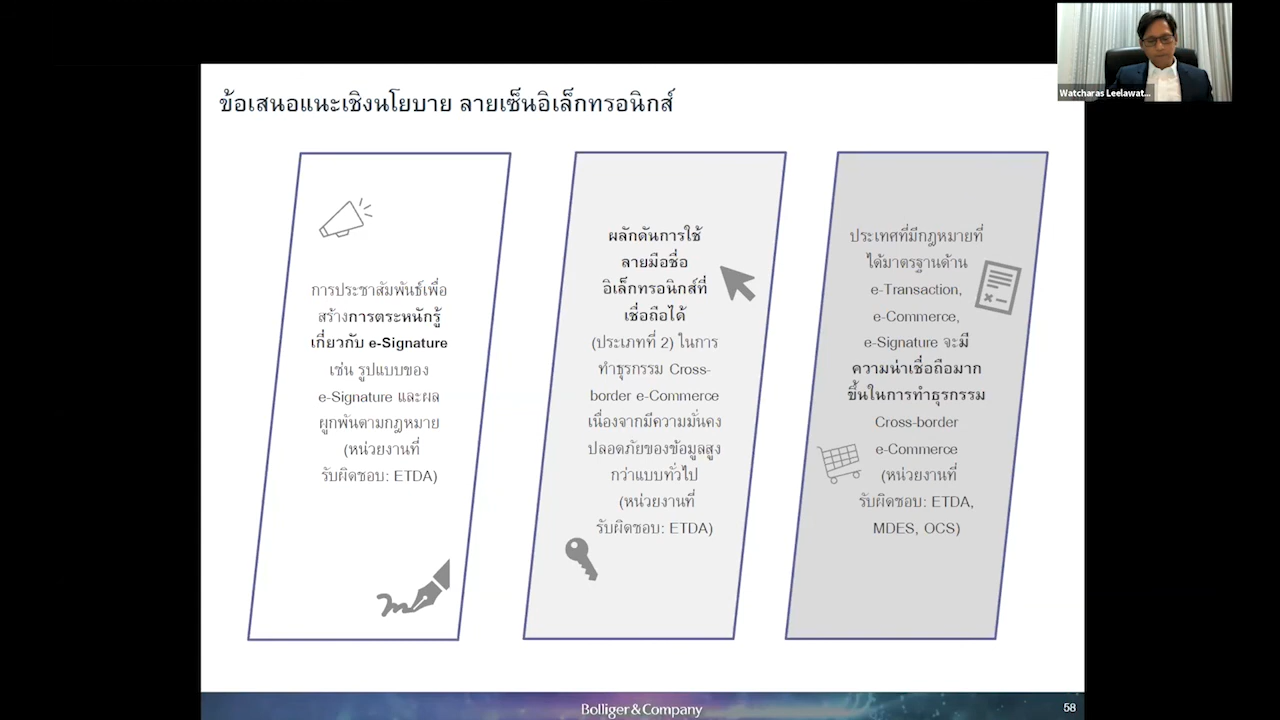 Watcharas Leelawat...
ข้อเสนอแนะเชิงนโยบาย ลายเซ็นอิเล็กทรอนิกส์
การประชาสัมพันธ์เพื่อ
สร้างการตระหนักรู้
เกี่ยวกับ e-Signature
เช่น รูปแบบของ
e-Signature และผล
ผูกพันตามกฎหมาย
(หน่วยงานที่
รับผิดชอบ: ETDA)
ผลักดันการใช้
ลายมือชื่อ
อิเล็กทรอนิกส์ที่
เชื่อถือได้
(ประเภทที่ 2) ในการ
ทำธุรกรรม Cross-
border e-Commerce
เนื่องจากมีความมั่นคง
ปลอดภัยของข้อมูลสูง
กว่าแบบทั่วไป
(หน่วยงานที่
รับผิดชอบ: ETDA)
ประเทศที่มีกฎหมายที่
ได้มาตรฐานด้าน
e-Transaction,
e-Commerce,
e-Signature จะมี
ความน่าเชื่อถือมาก
ขึ้นในการทำธุรกรรม
Cross-border
e-Commerce
(หน่วยงานที่
รับผิดชอบ: ETDA,
MDES, OCS)
Bolliger & Company
58